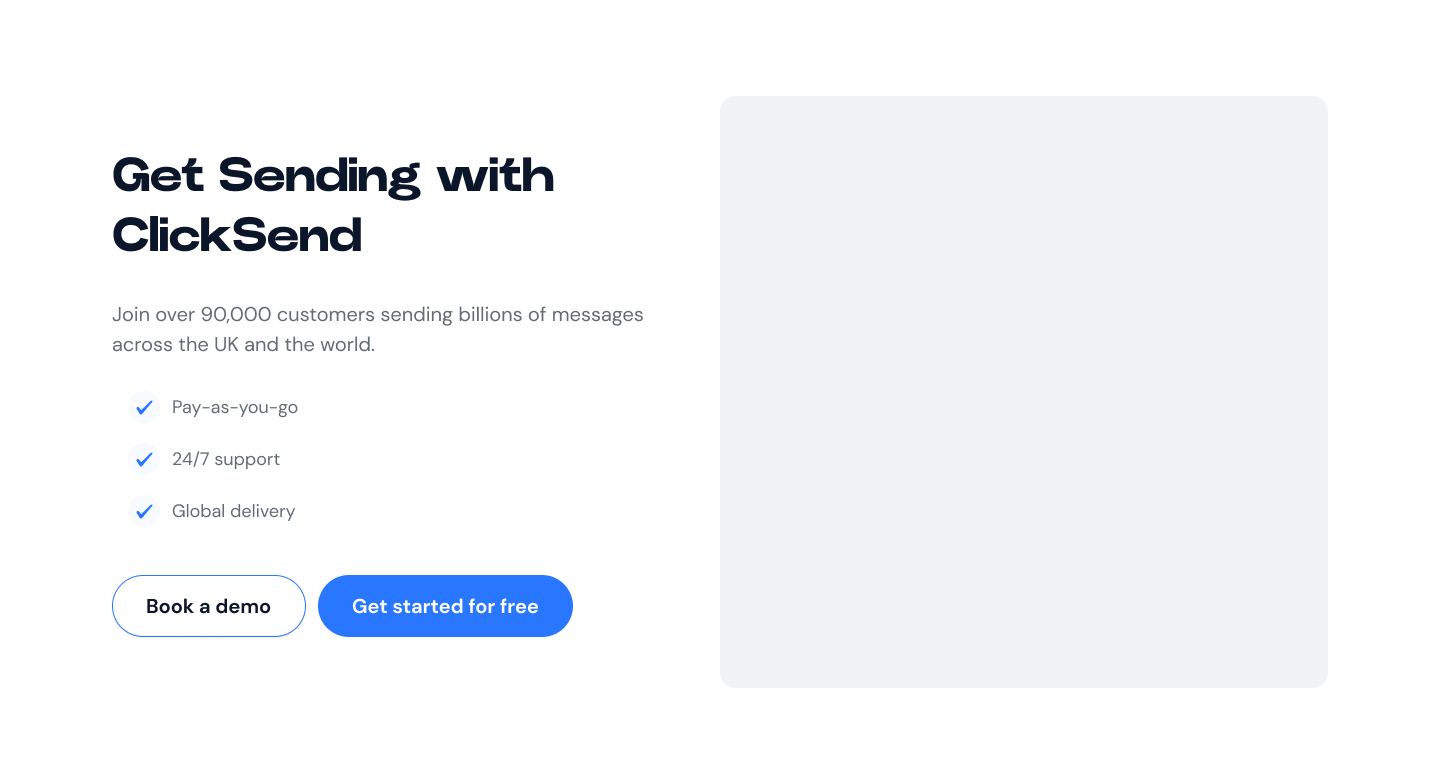 Get Sending with
ClickSend
Join over 90,000 customers sending billions of messages
across the UK and the world.
Pay-as-you-go
24/7 support
Global delivery
Book a demo
Get started for free